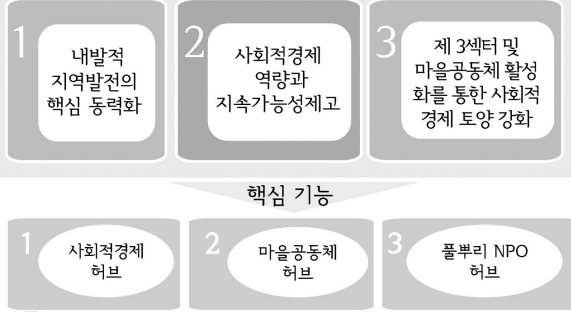 1
내발적
지역발전의
핵심 동력화
2
사회적경제
역량과
지속가능성제고
3
제 3섹터 및
마을공동체 활성
화를 통한 사회적
경제 토양 강화
핵심 기능
1
사회적경제
허브
2
마을공동체
허브
3
풀뿌리 NPO
허브